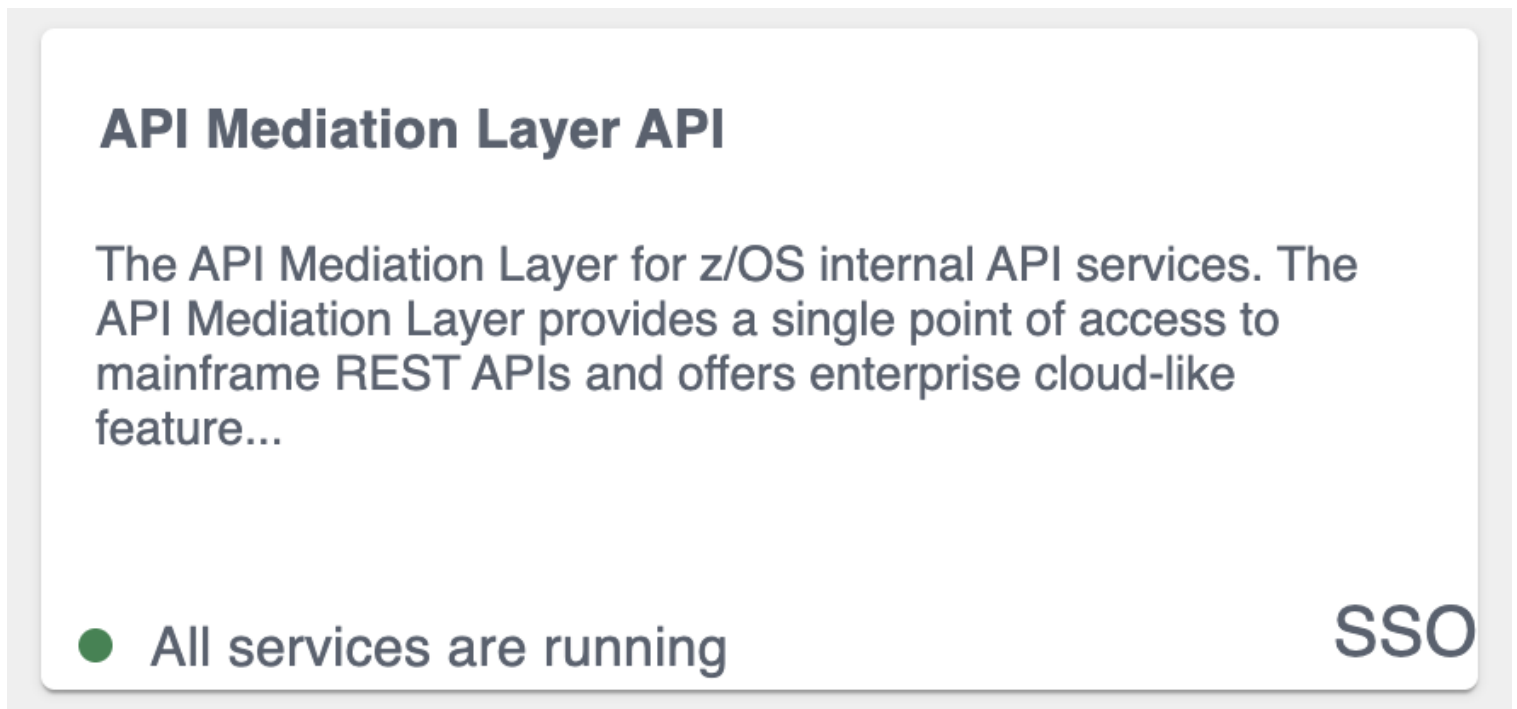 API Mediation Layer API
The API Mediation Layer for z/OS internal API services. The
API Mediation Layer provides a single point of access to
mainframe REST APIs and offers enterprise cloud-like
feature...
All services are running
SSO